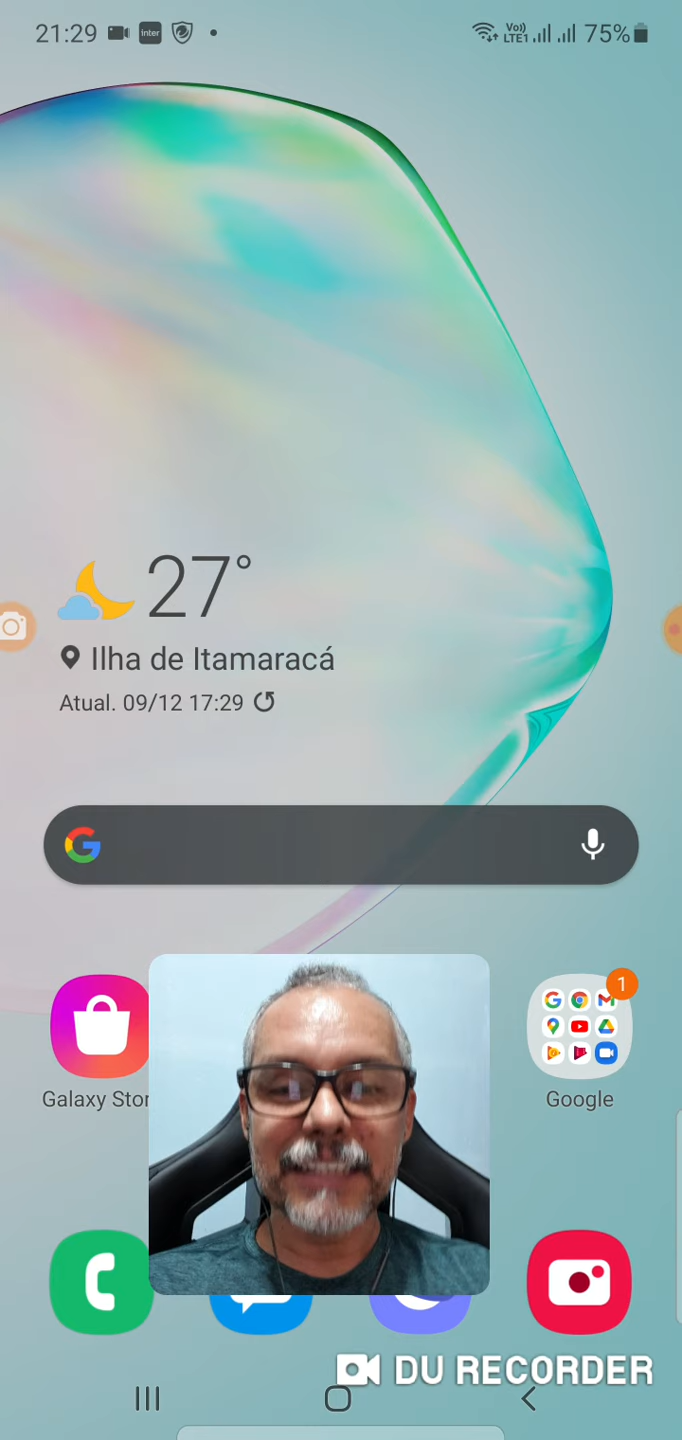 21:29 inter Vo)) LTE1 75%
27°
Ilha de Itamaracá
Atual. 09/12 17:29
1
Galaxy Stor
Google
DU RECORDER